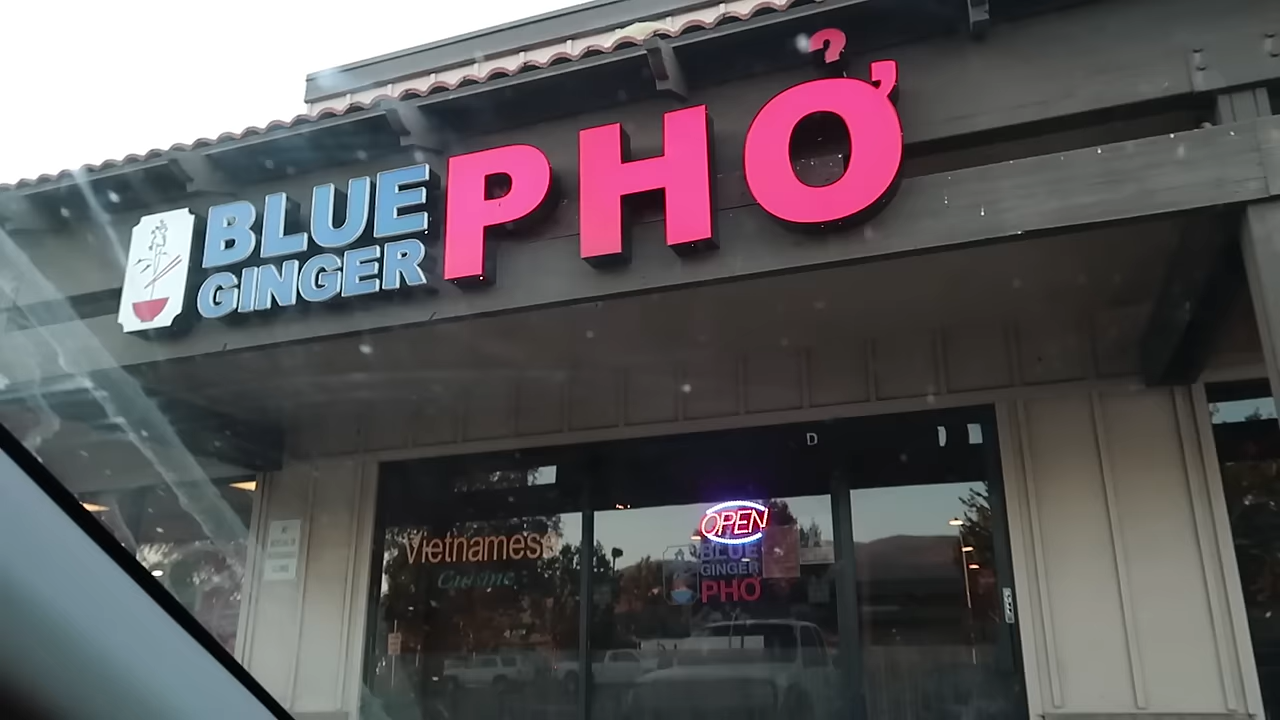 BLUE
GINGER
PHỞ
D
OPEN
Vietnamese
Cuisine
BLUE
GINGER
PHỞ